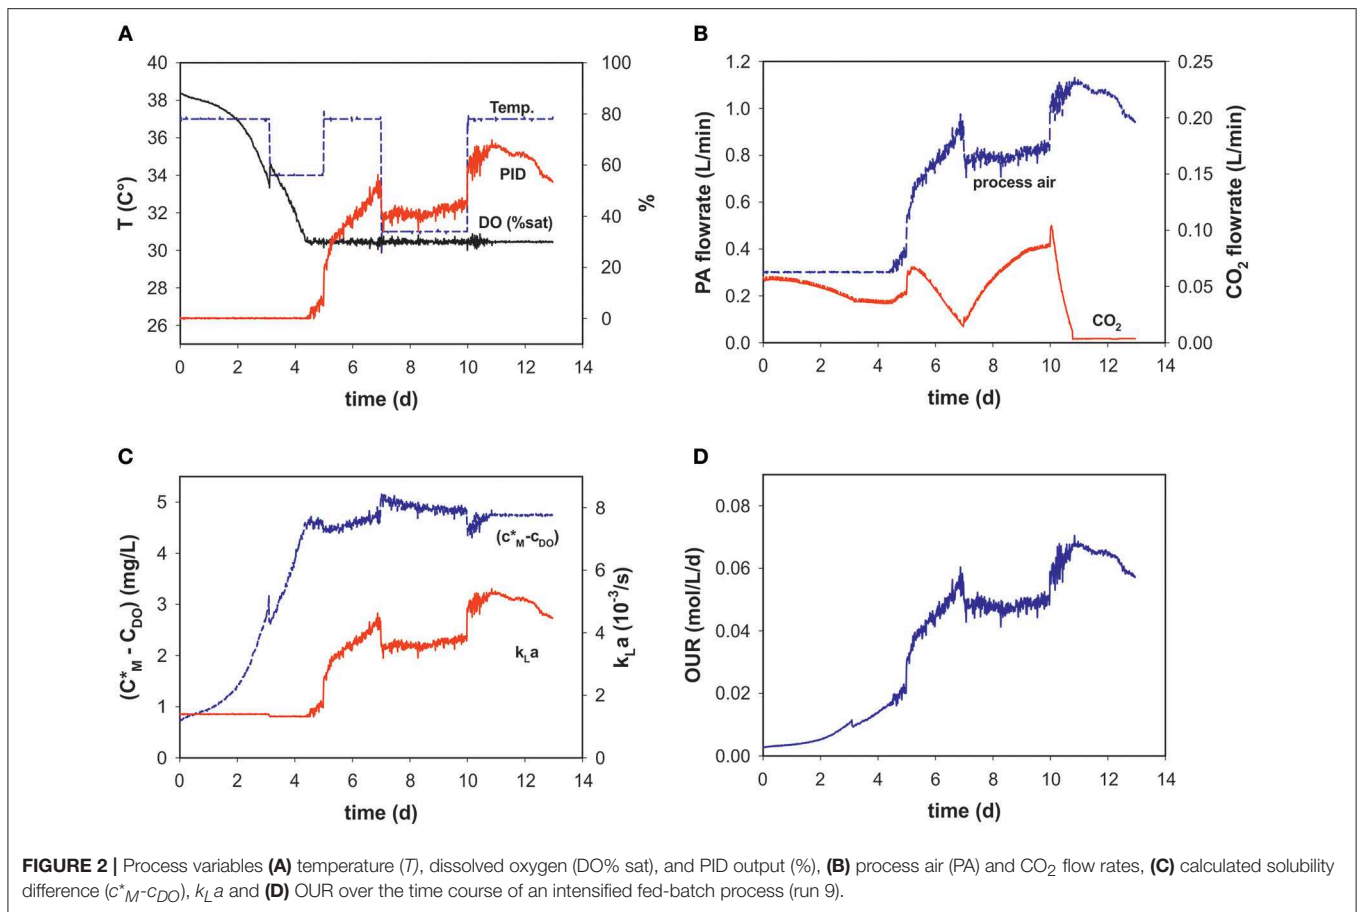 A
40
38
36
34
32
30
28
26
T (C°)
100
80
60
40
20
0
%
Temp.
PID
DO (%sat)
0 2 4 6 8 10 12 14
time (d)
B
1.2
1.0
0.8
0.6
0.4
0.2
0.0
PA flowrate (L/min)
0.25
0.20
0.15
0.10
0.05
0.00
CO2 flowrate (L/min)
process air
CO2
0 2 4 6 8 10 12 14
time (d)
C
5
4
3
2
1
0
(C*M - CDO) (mg/L)
8
6
4
2
0
kLa (10-3/s)
(c*M-cDO)
kLa
0 2 4 6 8 10 12 14
time (d)
D
0.08
0.06
0.04
0.02
0.00
OUR (mol/L/d)
0 2 4 6 8 10 12 14
time (d)
FIGURE 2 | Process variables (A) temperature (T), dissolved oxygen (DO% sat), and PID output (%), (B) process air (PA) and CO2 flow rates, (C) calculated solubility
difference (c*M-cDO), kLa and (D) OUR over the time course of an intensified fed-batch process (run 9).